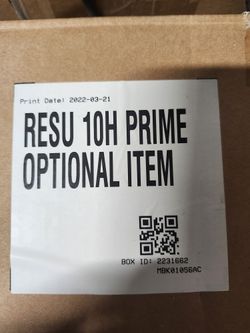 Print Date: 2022-03-21
RESU 10H PRIME
OPTIONAL ITEM
BOX ID: 2231662
MBK01056AC